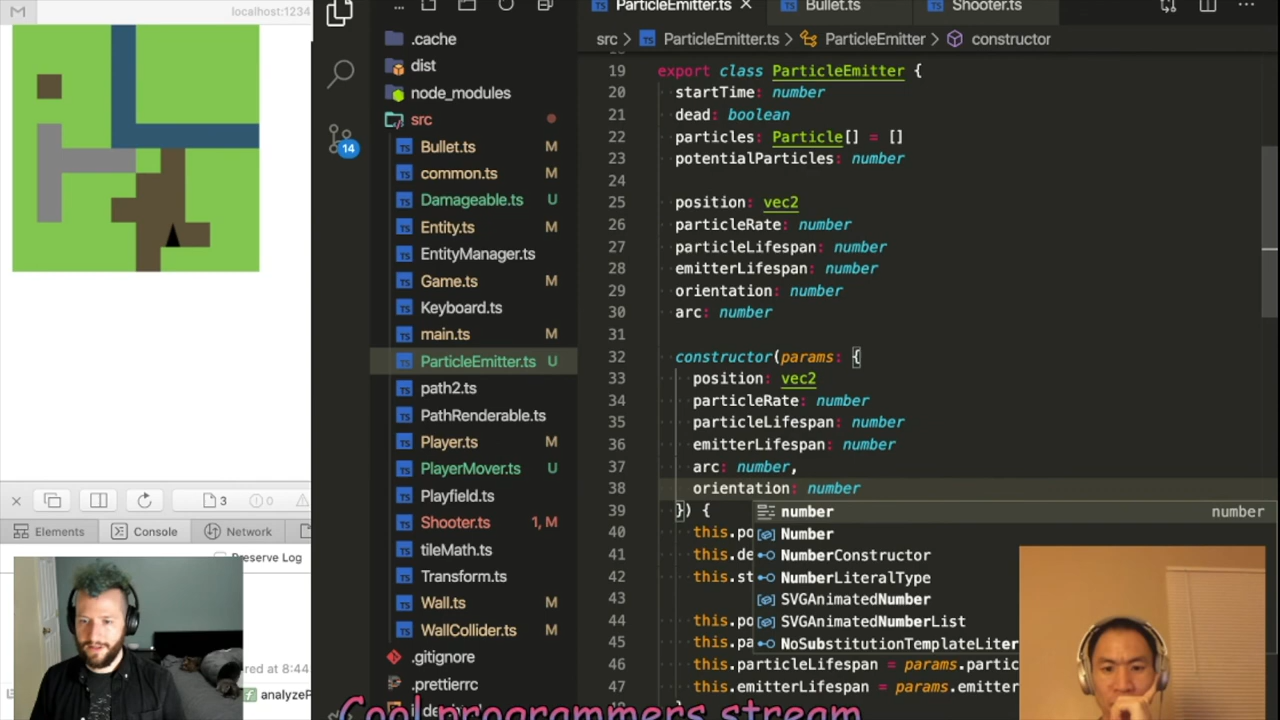 localhost:1234
Elements
Console
Network
3
0
Preserve Log
ed at 8:44
analyzeP
.cache
dist
node_modules
src
Bullet.ts M
common.ts M
Damageable.ts U
Entity.ts M
EntityManager.ts
Game.ts M
Keyboard.ts
main.ts M
ParticleEmitter.ts U
path2.ts
PathRenderable.ts
Player.ts M
PlayerMover.ts U
Playfield.ts
Shooter.ts 1, M
tileMath.ts
Transform.ts
Wall.ts M
WallCollider.ts M
.gitignore
.prettierrc
14
ParticleEmitter.ts
Bullet.ts
Shooter.ts
src > ParticleEmitter.ts > ParticleEmitter > constructor
19 export class ParticleEmitter {
20 startTime: number
21 dead: boolean
22 particles: Particle[] = []
23 potentialParticles: number
24
25 position: vec2
26 particleRate: number
27 particleLifespan: number
28 emitterLifespan: number
29 orientation: number
30 arc: number
31
32 constructor(params: {
33 position: vec2
34 particleRate: number
35 particleLifespan: number
36 emitterLifespan: number
37 arc: number,
38 orientation: number
39 }) {
40 this.po
41 this.de
42 this.st
43
44 this.po
45 this.pa
46 this.particleLifespan = params.partic
47 this.emitterLifespan = params.emitter
number number
Number
NumberConstructor
NumberLiteralType
SVGAnimatedNumber
SVGAnimatedNumberList
NoSubstitutionTemplateLiter
Cool programmers stream